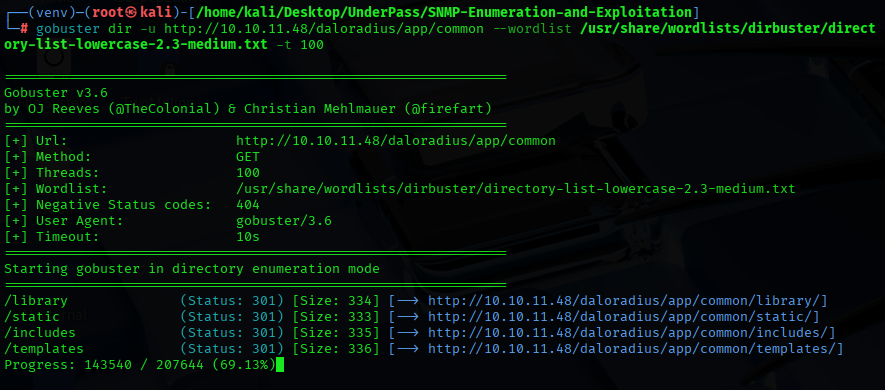 (venv)-(root㉿kali)-[/home/kali/Desktop/UnderPass/SNMP-Enumeration-and-Exploitation]
# gobuster dir -u http://10.10.11.48/daloradius/app/common --wordlist /usr/share/wordlists/dirbuster/direct
ory-list-lowercase-2.3-medium.txt -t 100
===============================================================
Gobuster v3.6
by OJ Reeves (@TheColonial) & Christian Mehlmauer (@firefart)
===============================================================
[+] Url:                     http://10.10.11.48/daloradius/app/common
[+] Method:                  GET
[+] Threads:                 100
[+] Wordlist:                /usr/share/wordlists/dirbuster/directory-list-lowercase-2.3-medium.txt
[+] Negative Status codes:   404
[+] User Agent:              gobuster/3.6
[+] Timeout:                 10s
===============================================================
Starting gobuster in directory enumeration mode
===============================================================
/library              (Status: 301) [Size: 334] [--> http://10.10.11.48/daloradius/app/common/library/]
/static               (Status: 301) [Size: 333] [--> http://10.10.11.48/daloradius/app/common/static/]
/includes             (Status: 301) [Size: 335] [--> http://10.10.11.48/daloradius/app/common/includes/]
/templates            (Status: 301) [Size: 336] [--> http://10.10.11.48/daloradius/app/common/templates/]
Progress: 143540 / 207644 (69.13%)